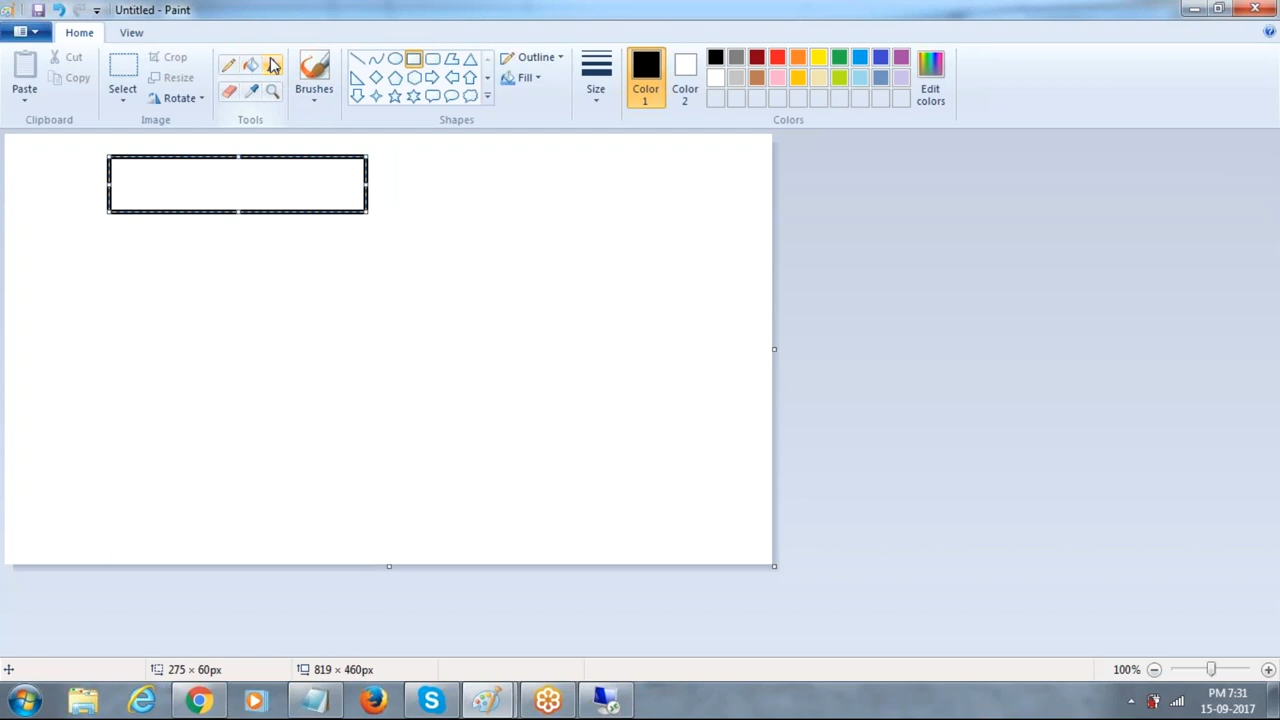 Untitled - Paint
Home View
Paste
Cut
Copy
Clipboard
Select
Crop
Resize
Rotate
Image
Tools
Brushes
Shapes
Outline
Fill
Size
Color 1
Color 2
Edit colors
Colors
275 × 60px
819 × 460px
100%
PM 7:31
15-09-2017